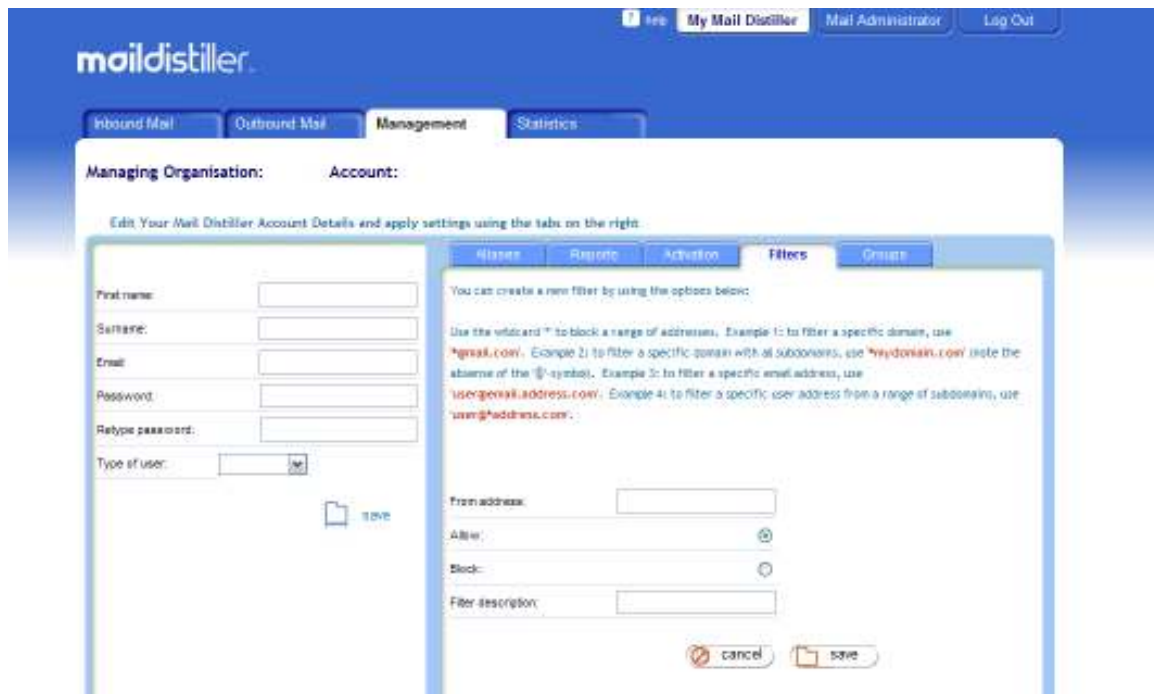 ? help My Mail Distiller Mail Administrator Log Out
maildistiller.
Inbound Mail Outbound Mail Management Statistics
Managing Organisation: Account:
Edit Your Mail Distiller Account Details and apply settings using the tabs on the right
Aliases Reports Activation Filters Groups
First name:
Surname:
Email:
Password:
Retype password:
Type of user:
save
You can create a new filter by using the options below:
Use the wildcard * to block a range of addresses. Example 1: to filter a specific domain, use
'*gmail.com'. Example 2: to filter a specific domain with all subdomains, use '*mydomain.com' (note the
absense of the '@' symbol). Example 3: to filter a specific email address, use
'user@email.address.com'. Example 4: to filter a specific user address from a range of subdomains, use
'user@*address.com'.
From address:
Allow:
Block:
Filter description:
cancel save